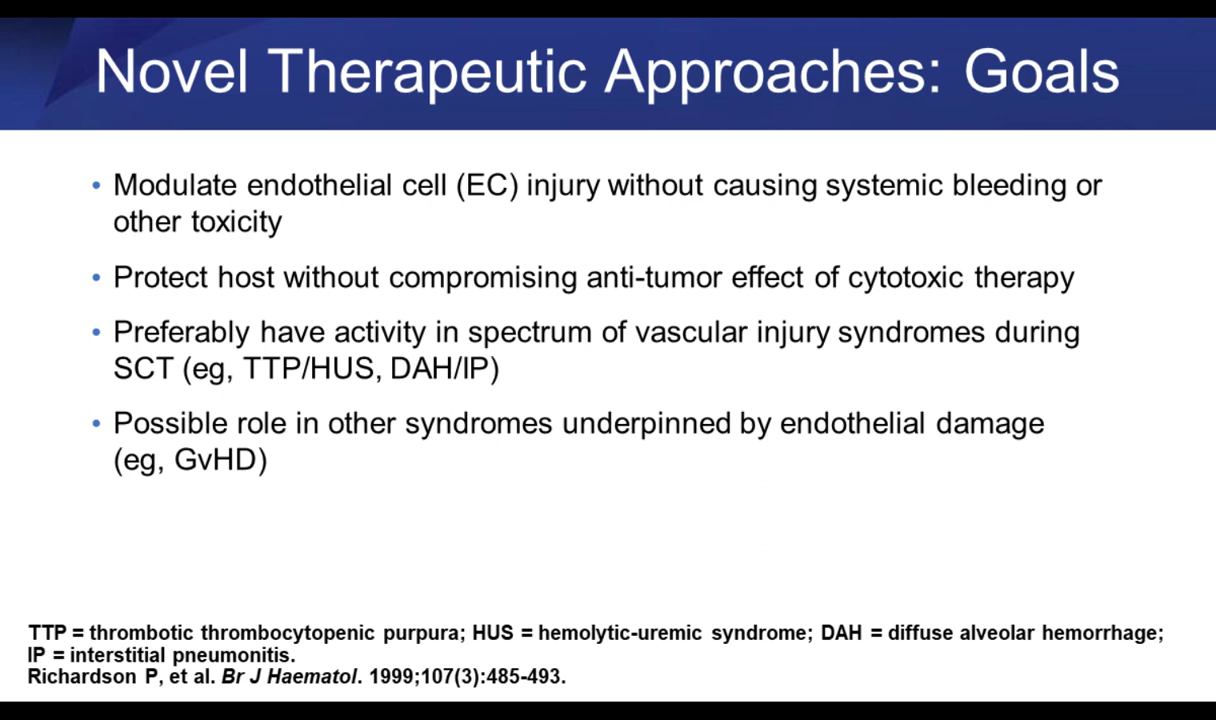 Novel Therapeutic Approaches: Goals
• Modulate endothelial cell (EC) injury without causing systemic bleeding or
other toxicity
• Protect host without compromising anti-tumor effect of cytotoxic therapy
• Preferably have activity in spectrum of vascular injury syndromes during
SCT (eg, TTP/HUS, DAH/IP)
• Possible role in other syndromes underpinned by endothelial damage
(eg, GvHD)
TTP = thrombotic thrombocytopenic purpura; HUS = hemolytic-uremic syndrome; DAH = diffuse alveolar hemorrhage;
IP = interstitial pneumonitis.
Richardson P, et al. Br J Haematol. 1999;107(3):485-493.